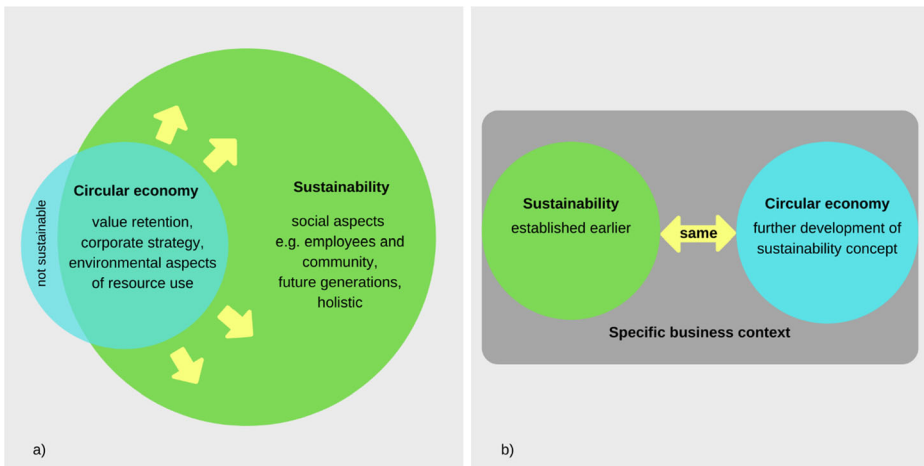 not sustainable
Circular economy
value retention,
corporate strategy,
environmental aspects
of resource use
Sustainability
social aspects
e.g. employees and
community,
future generations,
holistic
a)
Sustainability
established earlier
same
Circular economy
further development of
sustainability concept
Specific business context
b)